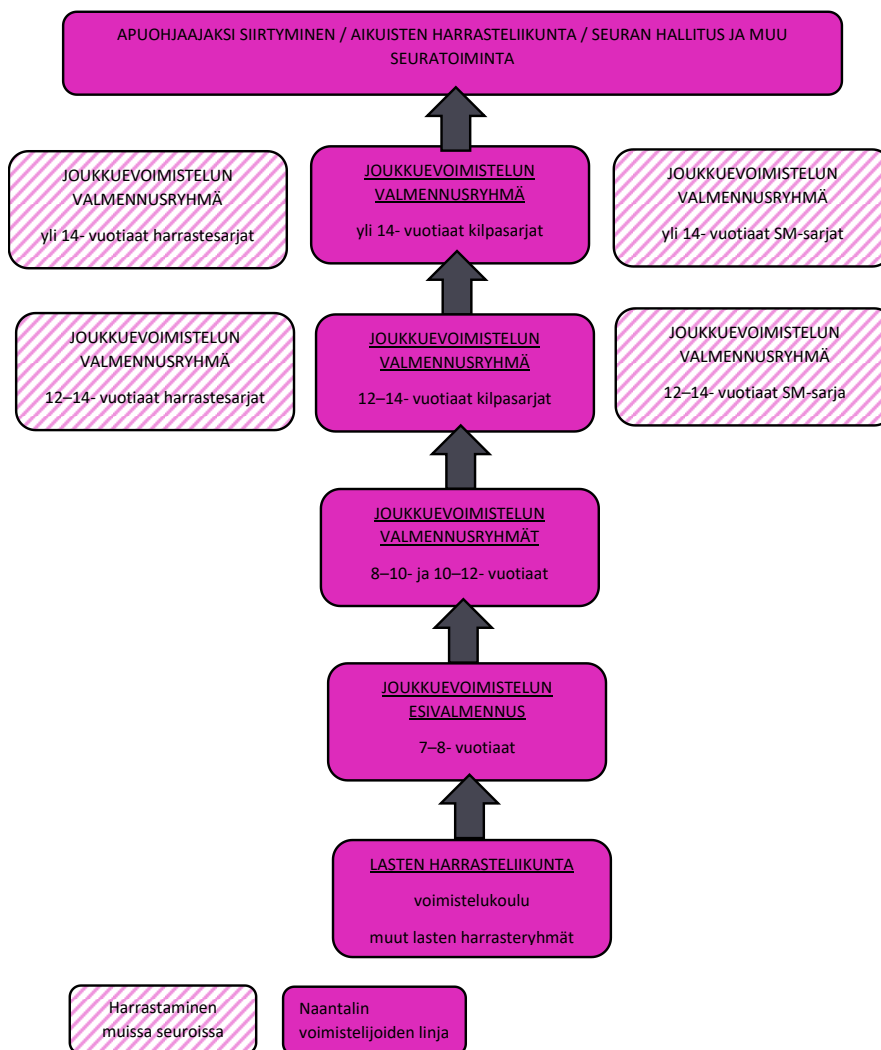 APUOHJAAJAKSI SIIRTYMINEN / AIKUISTEN HARRASTELIIKUNTA / SEURAN HALLITUS JA MUU
SEURATOIMINTA
JOUKKUEVOIMISTELUN
VALMENNUSRYHMÄ
yli 14- vuotiaat harrastesarjat
JOUKKUEVOIMISTELUN
VALMENNUSRYHMÄ
yli 14- vuotiaat kilpasarjat
JOUKKUEVOIMISTELUN
VALMENNUSRYHMÄ
yli 14- vuotiaat SM-sarjat
JOUKKUEVOIMISTELUN
VALMENNUSRYHMÄ
12–14- vuotiaat harrastesarjat
JOUKKUEVOIMISTELUN
VALMENNUSRYHMÄ
12–14- vuotiaat kilpasarjat
JOUKKUEVOIMISTELUN
VALMENNUSRYHMÄ
12–14- vuotiaat SM-sarja
JOUKKUEVOIMISTELUN
VALMENNUSRYHMÄT
8–10- ja 10–12- vuotiaat
JOUKKUEVOIMISTELUN
ESIVALMENNUS
7–8- vuotiaat
LASTEN HARRASTELIIKUNTA
voimistelukoulu
muut lasten harrasteryhmät
Harrastaminen
muissa seuroissa
Naantalin
voimistelijoiden linja